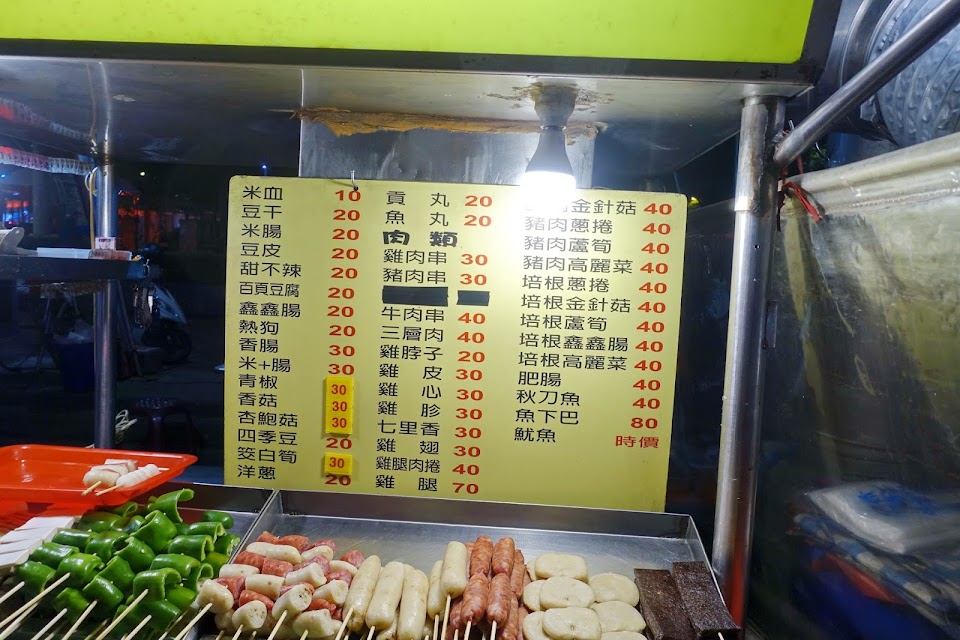 米血 10
豆干 20
米腸 20
豆皮 20
甜不辣 20
百頁豆腐 20
鑫鑫腸 20
熱狗 20
香腸 30
米+腸 30
青椒 30
香菇 30
杏鮑菇 30
四季豆 20
筊白筍 30
洋蔥 20
貢丸 20
魚丸 20
肉類
雞肉串 30
豬肉串 30
牛肉串 40
三層肉 40
雞脖子 20
雞皮 30
雞心 30
雞胗 30
七里香 30
雞翅 30
雞腿肉捲 40
雞腿 70
金針菇 40
豬肉蔥捲 40
豬肉蘆筍 40
豬肉高麗菜 40
培根蔥捲 40
培根金針菇 40
培根蘆筍 40
培根鑫鑫腸 40
培根高麗菜 40
肥腸 40
秋刀魚 40
魚下巴 80
魷魚 時價